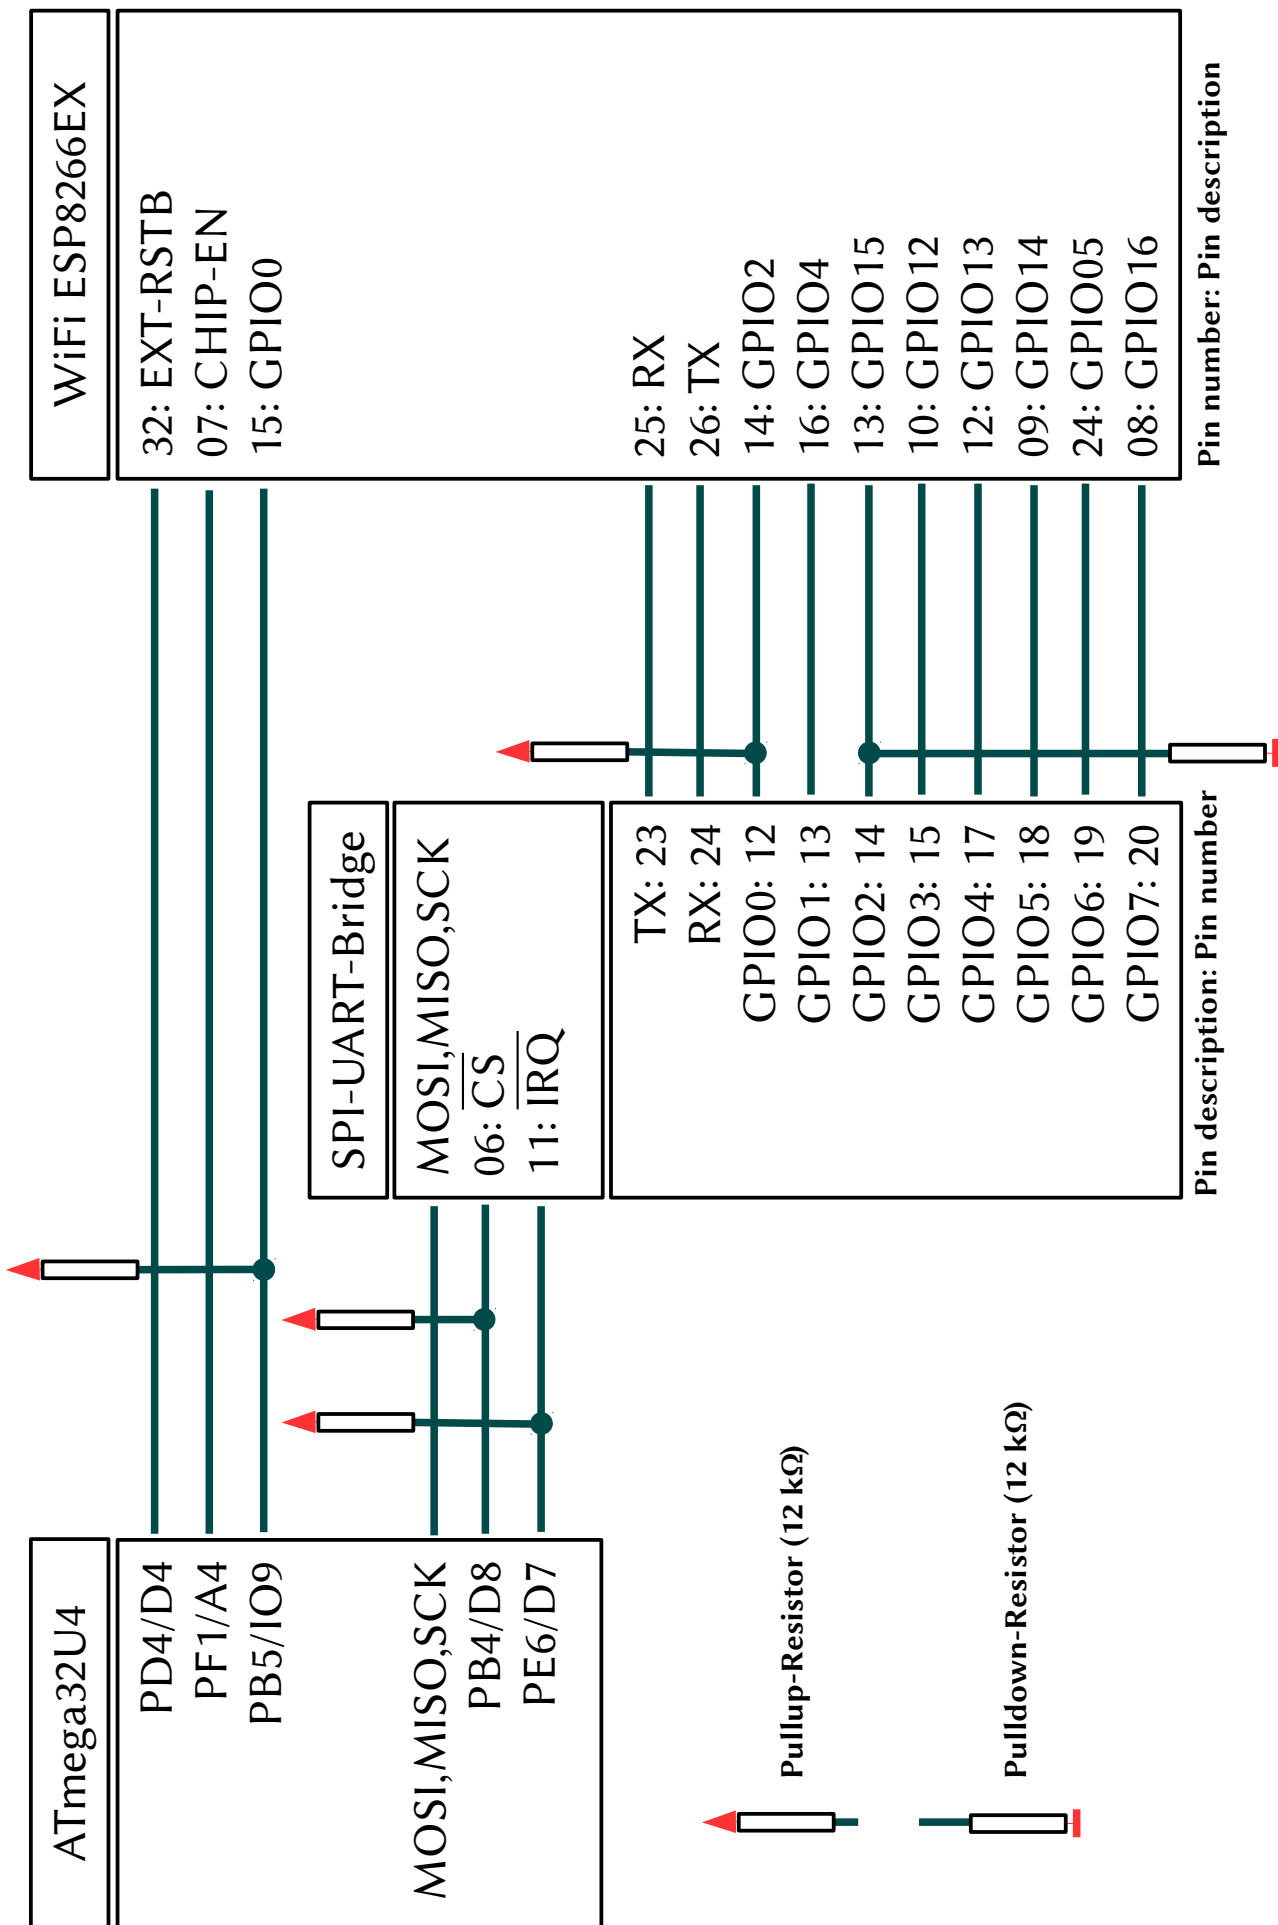 ATmega32U4
PD4/D4
PF1/A4
PB5/IO9
MOSI,MISO,SCK
PB4/D8
PE6/D7
Pullup-Resistor (12 kΩ)
Pulldown-Resistor (12 kΩ)
SPI-UART-Bridge
MOSI,MISO,SCK
06: CS
11: IRQ
TX: 23
RX: 24
GPIO0: 12
GPIO1: 13
GPIO2: 14
GPIO3: 15
GPIO4: 17
GPIO5: 18
GPIO6: 19
GPIO7: 20
Pin description: Pin number
WiFi ESP8266EX
32: EXT-RSTB
07: CHIP-EN
15: GPIO0
25: RX
26: TX
14: GPIO2
16: GPIO4
13: GPIO15
10: GPIO12
12: GPIO13
09: GPIO14
24: GPIO05
08: GPIO16
Pin number: Pin description